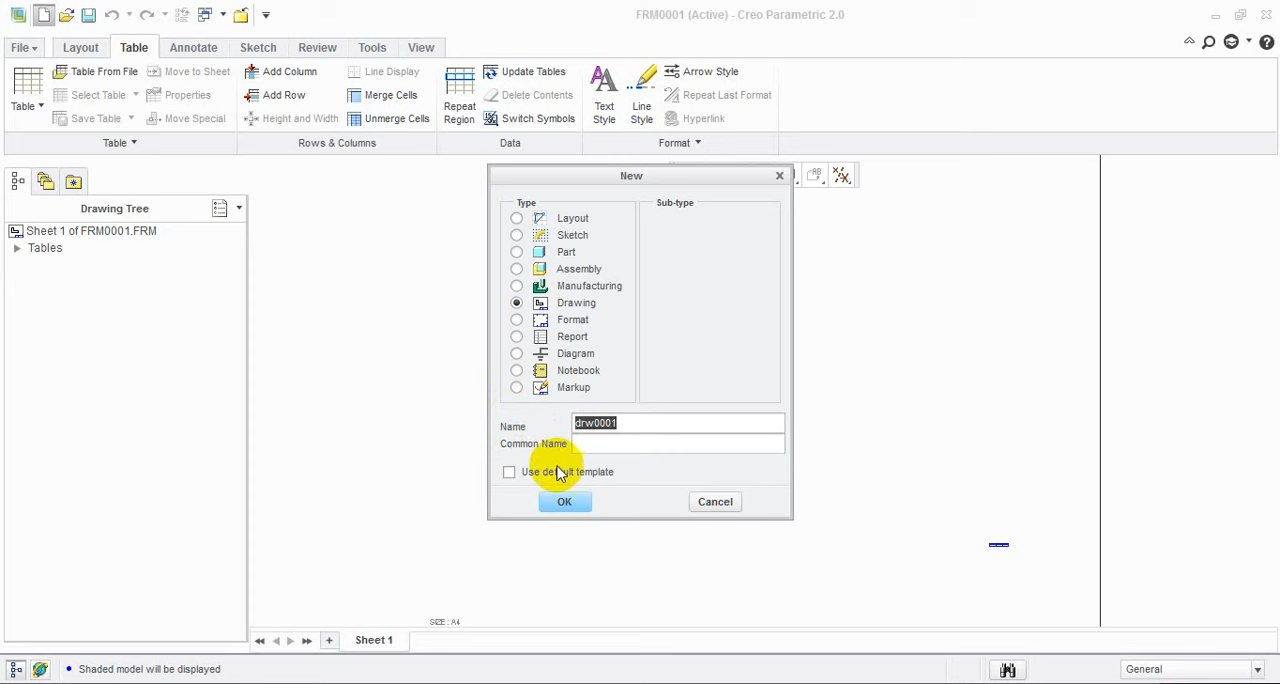 FRM0001 (Active) - Creo Parametric 2.0
File Layout Table Annotate Sketch Review Tools View
Table From File Move to Sheet Add Column Line Display Update Tables Arrow Style
Table Select Table Properties Add Row Merge Cells Repeat Region Delete Contents Text Style Line Style Repeat Last Format
Save Table Move Special Height and Width Unmerge Cells Switch Symbols Hyperlink
Table Rows & Columns Data Format
New
Drawing Tree
Sheet 1 of FRM0001.FRM
Tables
Type Sub-type
Layout
Sketch
Part
Assembly
Manufacturing
Drawing
Format
Report
Diagram
Notebook
Markup
Name drw0001
Common Name
Use default template
OK Cancel
SIZE : A4
Sheet 1
Shaded model will be displayed General